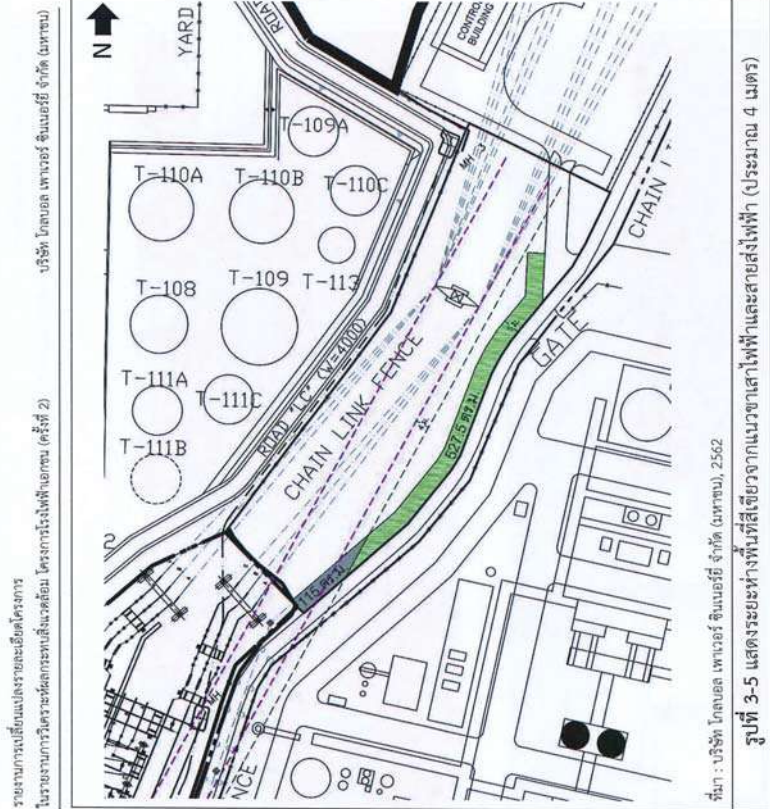 รายงานการเปลี่ยนแปลงรายละเอียดโครงการ
ในรายงานการวิเคราะห์ผลกระทบสิ่งแวดล้อม โครงการโรงไฟฟ้าเอกชน (ครั้งที่ 2)
บริษัท โกลบอล เพาเวอร์ ซินเนอร์ยี่ จำกัด (มหาชน)
N
YARD
ROAD
CONTROL
BUILDING
T-109A
T-110A
T-110B
T-110C
T-108
T-109
T-113
T-111A
T-111C
T-111B
ROAD "LC" (W=4000)
CHAIN LINK FENCE
MH-3
CHAIN LI
GATE
527.5 ตร.ม.
115 ตร.ม.
2
MH
NCE
ที่มา : บริษัท โกลบอล เพาเวอร์ ซินเนอร์ยี่ จำกัด (มหาชน), 2562
รูปที่ 3-5 แสดงระยะห่างพื้นที่สีเขียวจากแนวขาเสาไฟฟ้าและสายส่งไฟฟ้า (ประมาณ 4 เมตร)